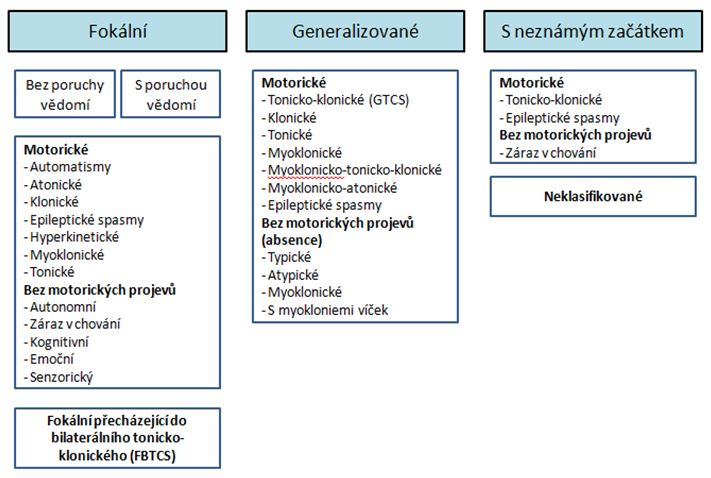 Fokální
Bez poruchy
vědomí
S poruchou
vědomí
Motorické
- Automatismy
- Atonické
- Klonické
- Epileptické spasmy
- Hyperkinetické
- Myoklonické
- Tonické
Bez motorických projevů
- Autonomní
- Záraz v chování
- Kognitivní
- Emoční
- Senzorický
Fokální přecházející do
bilaterálního tonicko-
klonického (FBTCS)
Generalizované
Motorické
- Tonicko-klonické (GTCS)
- Klonické
- Tonické
- Myoklonické
- Myoklonicko-tonicko-klonické
- Myoklonicko-atonické
- Epileptické spasmy
Bez motorických projevů
(absence)
- Typické
- Atypické
- Myoklonické
- S myokloniemi víček
S neznámým začátkem
Motorické
- Tonicko-klonické
- Epileptické spasmy
Bez motorických projevů
- Záraz v chování
Neklasifikované